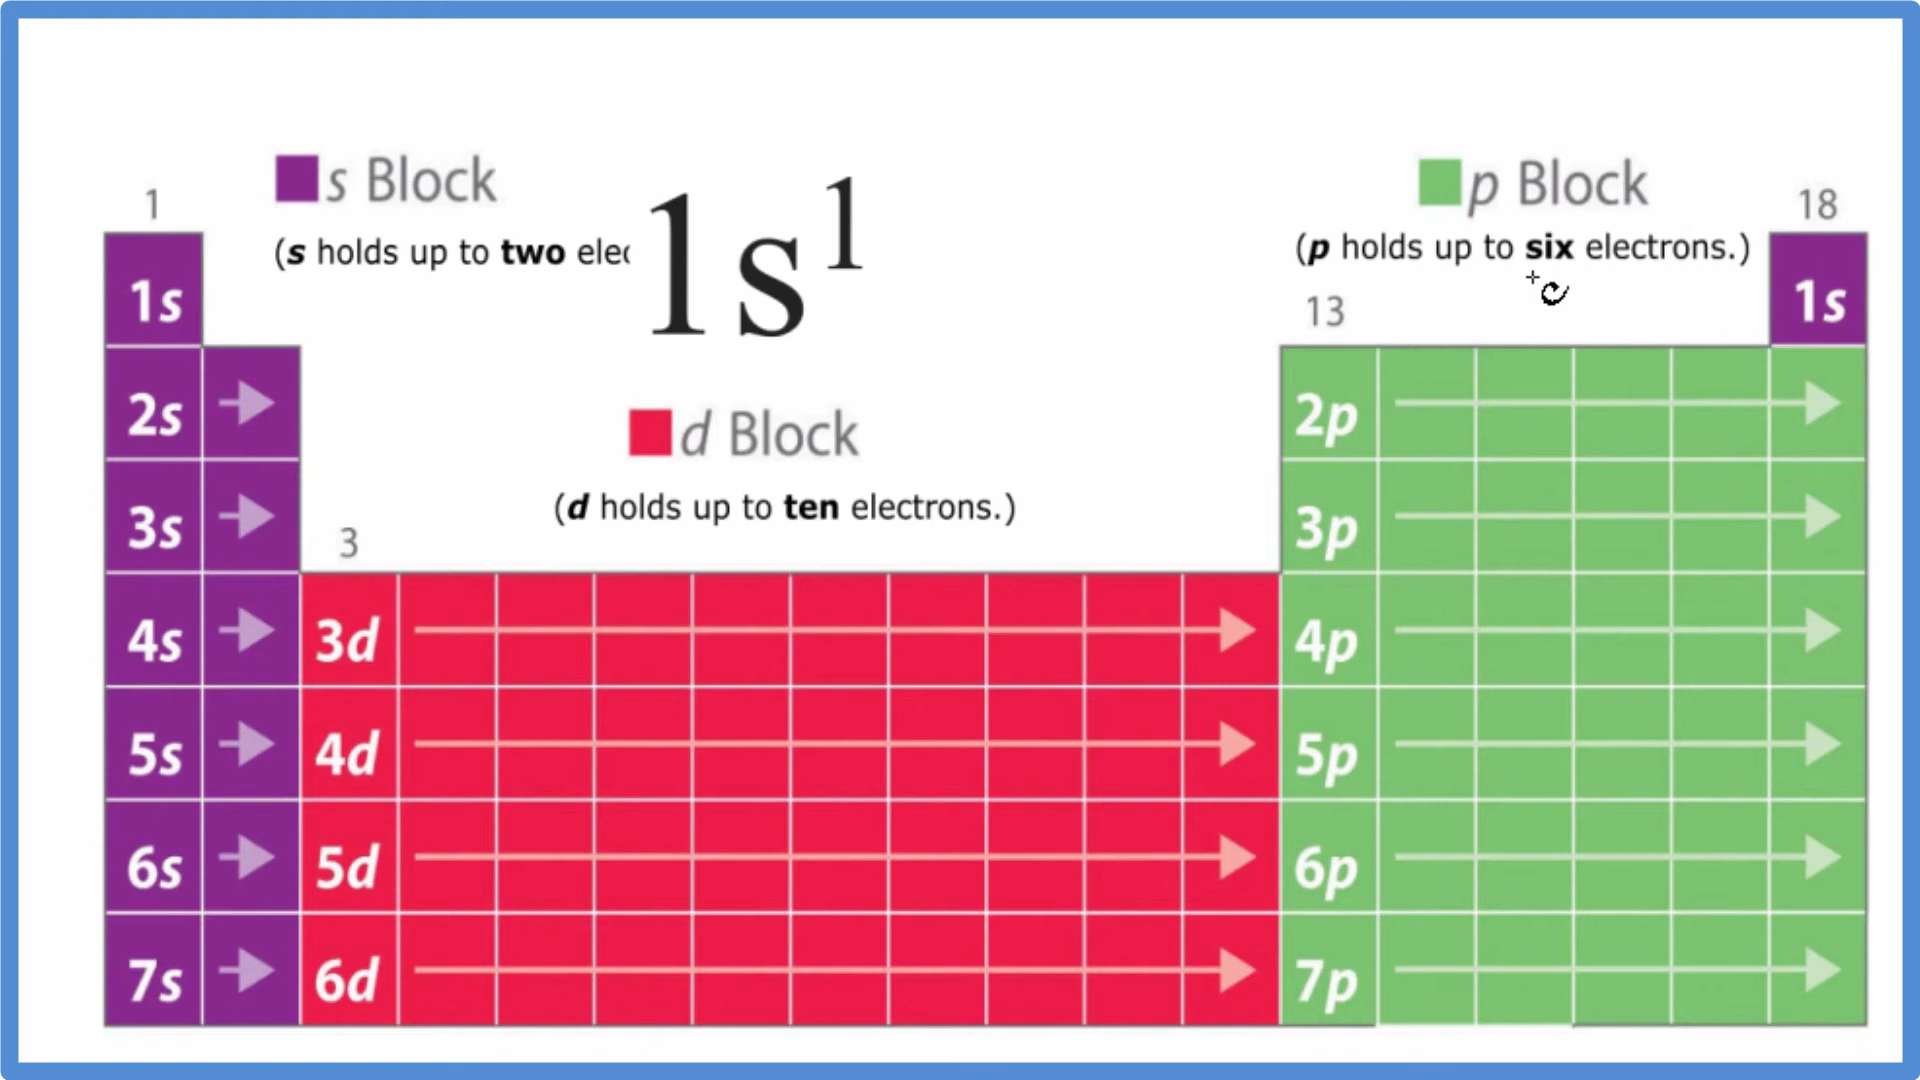 s Block
(s holds up to two elec
1s¹
p Block
(p holds up to six electrons.)
1
18
13
3
d Block
(d holds up to ten electrons.)
1s
1s
2s
2p
3s
3p
4s
3d
4p
5s
4d
5p
6s
5d
6p
7s
6d
7p